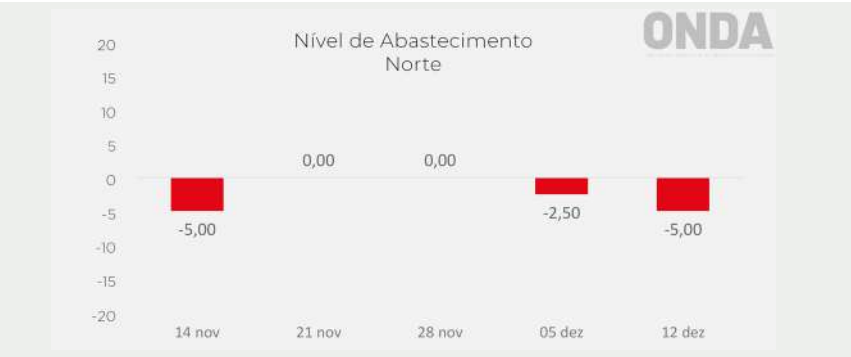 ONDA
Nível de Abastecimento
Norte
20
15
10
5
0
-5
-10
-15
-20
-5,00
0,00
0,00
-2,50
-5,00
14 nov
21 nov
28 nov
05 dez
12 dez